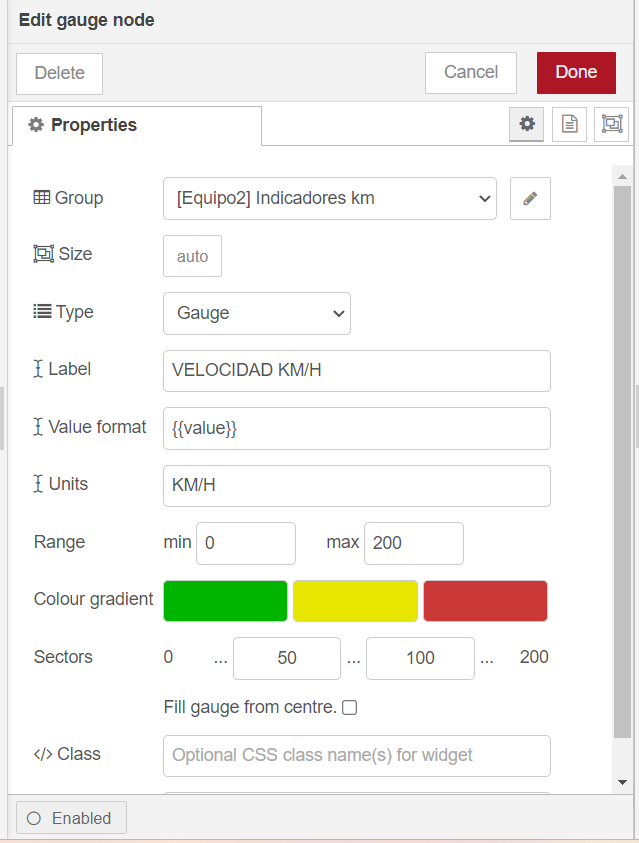 Edit gauge node
Delete Cancel Done
Properties
Group [Equipo2] Indicadores km
Size auto
Type Gauge
Label VELOCIDAD KM/H
Value format {{value}}
Units KM/H
Range min 0 max 200
Colour gradient
Sectors 0 ... 50 ... 100 ... 200
Fill gauge from centre.
</> Class Optional CSS class name(s) for widget
Enabled